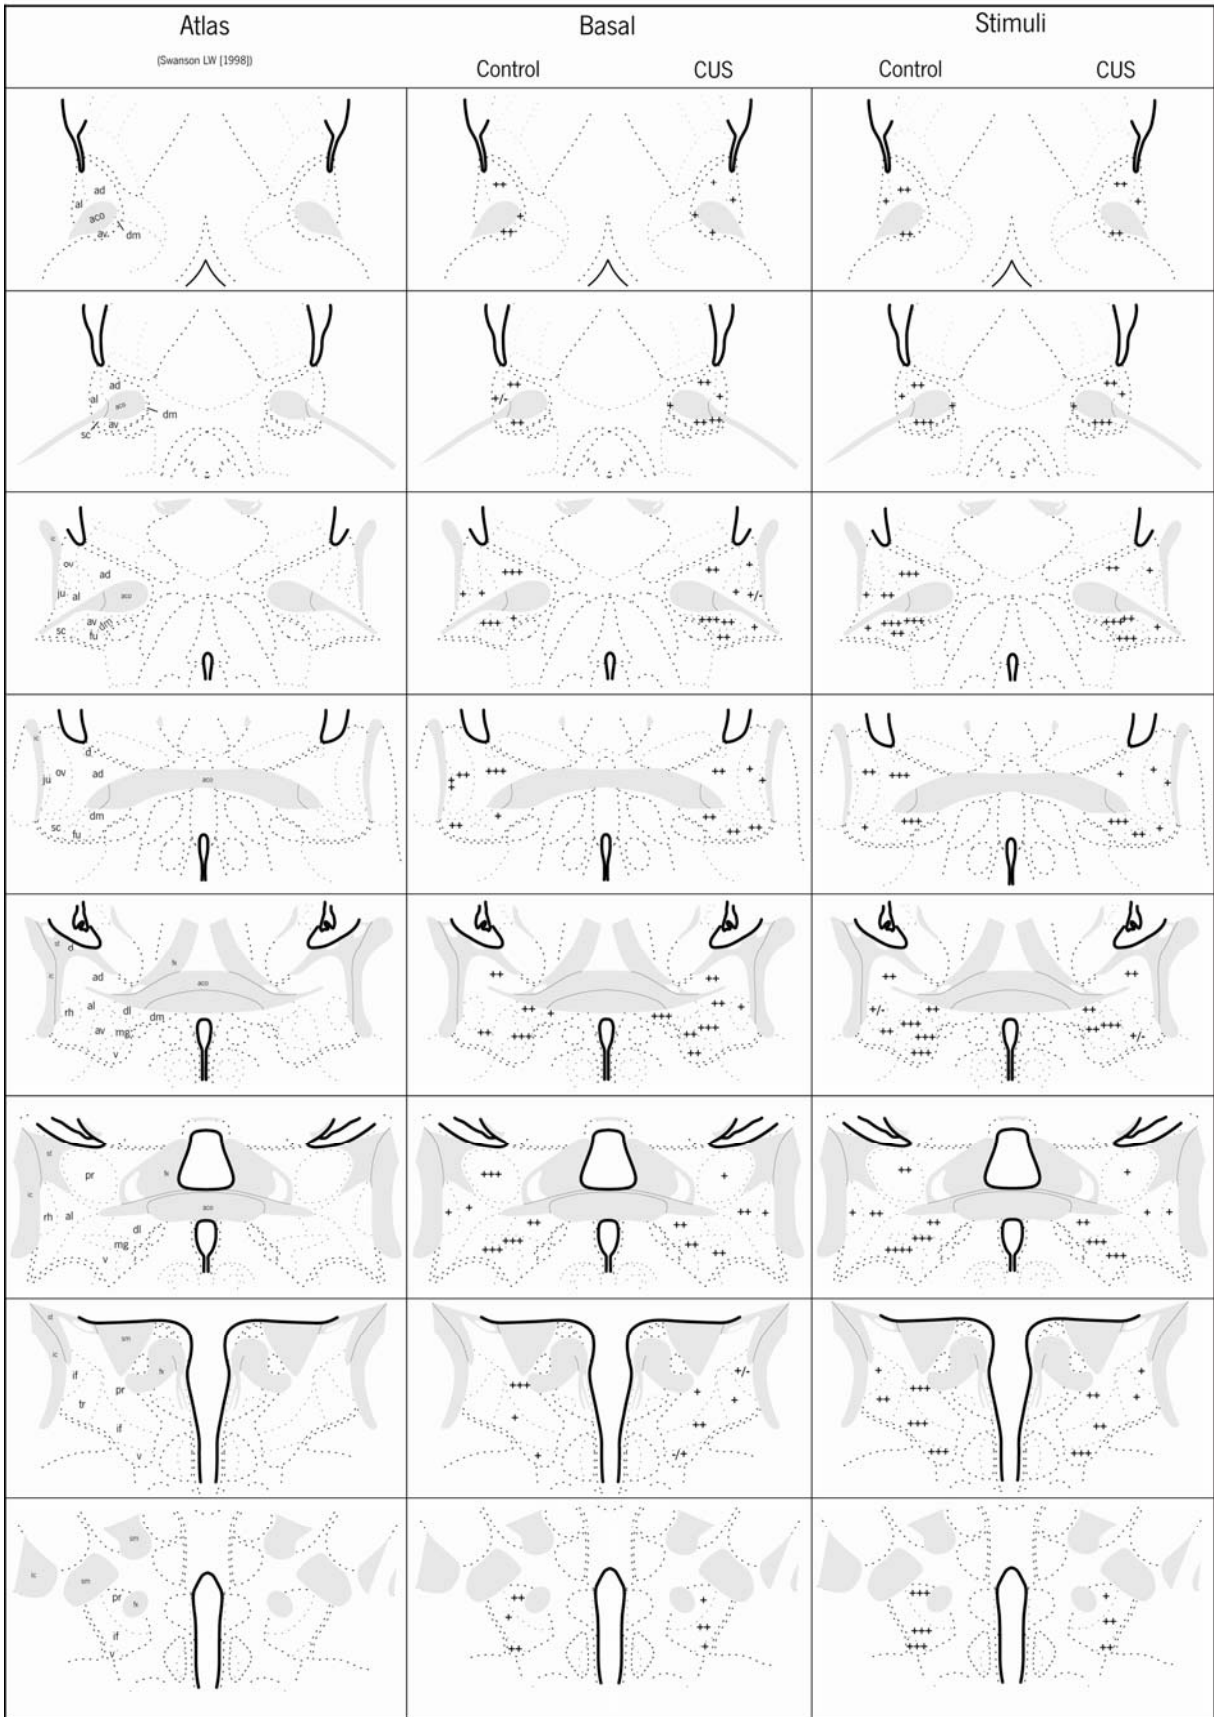 Atlas Basal Stimuli
(Swanson LW [1998]) Control CUS Control CUS
ad ++ + ++ ++
al + + +
aco + + 
av dm ++ + ++ ++
ad ++ ++ ++ ++
al +/- + + +
aco dm + + +
av ++ ++ ++ +++ +++
sc
ic
ov + 
ad +++ ++ +++ ++ +
ju al aco + + + +/- + ++
av dm +++ + +++ ++ ++ +++ +++ ++
sc fu ++ + + ++ +++ +
ic
d
ju ov ad aco ++ +++ ++ + ++ +++ + +
+ + + +
dm + ++ +++ +++
sc fu ++ ++ ++ + ++ +
st d
ic fx
ad aco ++ ++ ++ ++
rh al dl dm ++ + ++ + +/- ++ ++
av mg ++ +++ +++ +++ ++ +++ +++ ++ +++ +/-
v ++ +++
st
pr fx +++ + ++ +
ic
rh al aco + + ++ + + ++ + +
dl ++ ++ ++ ++
mg +++ +++ ++ ++ ++++ +++ +++ +++
v
st
sm
ic
if fx +/- + +
pr +++ + +++ ++
tr + + ++ +
if ++ +++ ++
v + -/+ +++ +++
sm
ic sm
pr fx ++ + +++ +
if + ++ +++ ++
v ++ + +++ ++